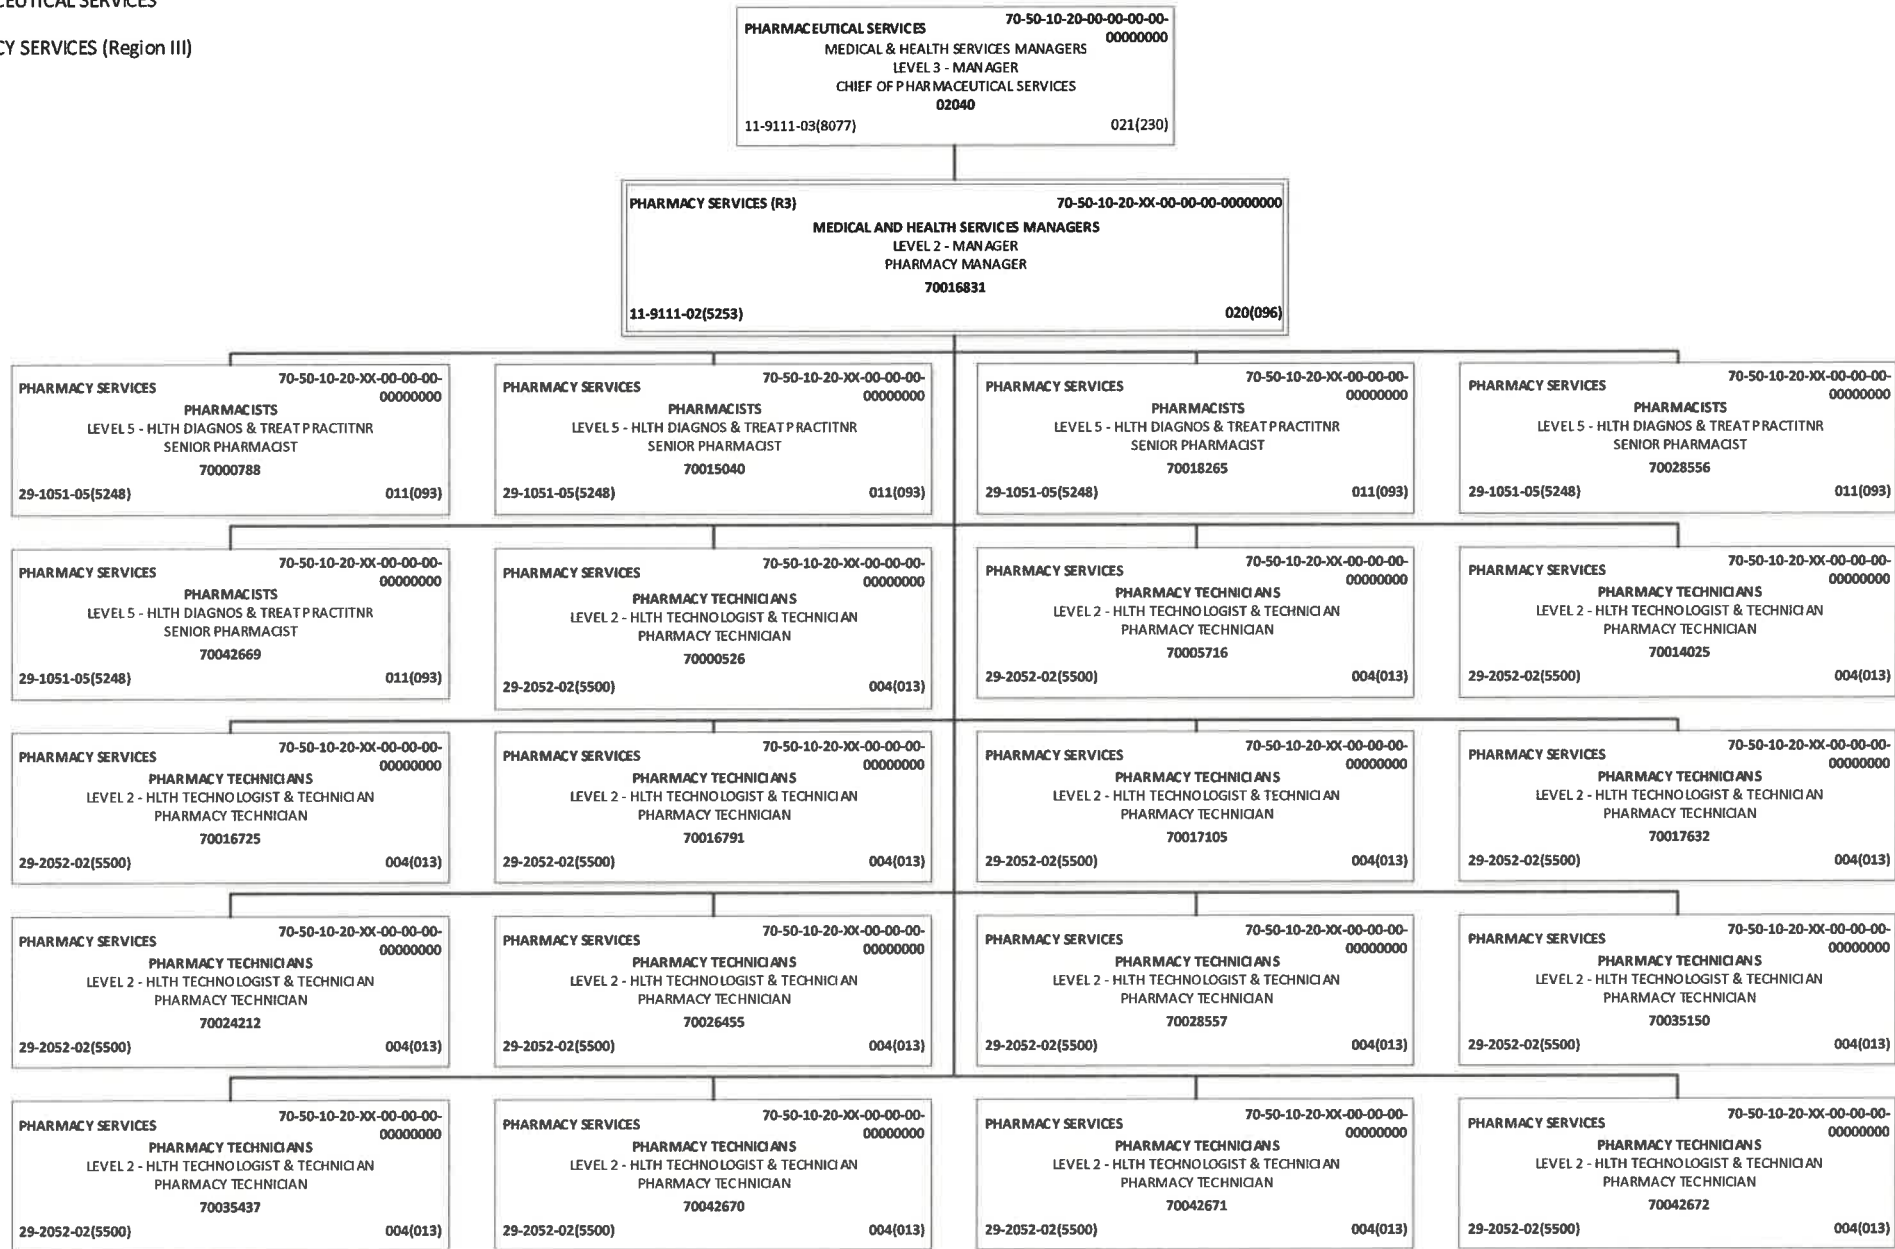 CEUTICAL SERVICES
CY SERVICES (Region III)
PHARMACEUTICAL SERVICES 70-50-10-20-00-00-00-00-
00000000
MEDICAL & HEALTH SERVICES MANAGERS
LEVEL 3 - MANAGER
CHIEF OF PHARMACEUTICAL SERVICES
02040
11-9111-03(8077) 021(230)
PHARMACY SERVICES (R3) 70-50-10-20-XX-00-00-00-00000000
MEDICAL AND HEALTH SERVICES MANAGERS
LEVEL 2 - MANAGER
PHARMACY MANAGER
70016831
11-9111-02(5253) 020(096)
PHARMACY SERVICES 70-50-10-20-XX-00-00-00-
00000000
PHARMACISTS
LEVEL 5 - HLTH DIAGNOS & TREAT PRACTITNR
SENIOR PHARMACIST
70000788
29-1051-05(5248) 011(093)
PHARMACY SERVICES 70-50-10-20-XX-00-00-00-
00000000
PHARMACISTS
LEVEL 5 - HLTH DIAGNOS & TREAT PRACTITNR
SENIOR PHARMACIST
70015040
29-1051-05(5248) 011(093)
PHARMACY SERVICES 70-50-10-20-XX-00-00-00-
00000000
PHARMACISTS
LEVEL 5 - HLTH DIAGNOS & TREAT PRACTITNR
SENIOR PHARMACIST
70018265
29-1051-05(5248) 011(093)
PHARMACY SERVICES 70-50-10-20-XX-00-00-00-
00000000
PHARMACISTS
LEVEL 5 - HLTH DIAGNOS & TREAT PRACTITNR
SENIOR PHARMACIST
70028556
29-1051-05(5248) 011(093)
PHARMACY SERVICES 70-50-10-20-XX-00-00-00-
00000000
PHARMACISTS
LEVEL 5 - HLTH DIAGNOS & TREAT PRACTITNR
SENIOR PHARMACIST
70042669
29-1051-05(5248) 011(093)
PHARMACY SERVICES 70-50-10-20-XX-00-00-00-
00000000
PHARMACY TECHNICIANS
LEVEL 2 - HLTH TECHNOLOGIST & TECHNICIAN
PHARMACY TECHNICIAN
70000526
29-2052-02(5500) 004(013)
PHARMACY SERVICES 70-50-10-20-XX-00-00-00-
00000000
PHARMACY TECHNICIANS
LEVEL 2 - HLTH TECHNOLOGIST & TECHNICIAN
PHARMACY TECHNICIAN
70005716
29-2052-02(5500) 004(013)
PHARMACY SERVICES 70-50-10-20-XX-00-00-00-
00000000
PHARMACY TECHNICIANS
LEVEL 2 - HLTH TECHNOLOGIST & TECHNICIAN
PHARMACY TECHNICIAN
70014025
29-2052-02(5500) 004(013)
PHARMACY SERVICES 70-50-10-20-XX-00-00-00-
00000000
PHARMACY TECHNICIANS
LEVEL 2 - HLTH TECHNOLOGIST & TECHNICIAN
PHARMACY TECHNICIAN
70016725
29-2052-02(5500) 004(013)
PHARMACY SERVICES 70-50-10-20-XX-00-00-00-
00000000
PHARMACY TECHNICIANS
LEVEL 2 - HLTH TECHNOLOGIST & TECHNICIAN
PHARMACY TECHNICIAN
70016791
29-2052-02(5500) 004(013)
PHARMACY SERVICES 70-50-10-20-XX-00-00-00-
00000000
PHARMACY TECHNICIANS
LEVEL 2 - HLTH TECHNOLOGIST & TECHNICIAN
PHARMACY TECHNICIAN
70017105
29-2052-02(5500) 004(013)
PHARMACY SERVICES 70-50-10-20-XX-00-00-00-
00000000
PHARMACY TECHNICIANS
LEVEL 2 - HLTH TECHNOLOGIST & TECHNICIAN
PHARMACY TECHNICIAN
70017632
29-2052-02(5500) 004(013)
PHARMACY SERVICES 70-50-10-20-XX-00-00-00-
00000000
PHARMACY TECHNICIANS
LEVEL 2 - HLTH TECHNOLOGIST & TECHNICIAN
PHARMACY TECHNICIAN
70024212
29-2052-02(5500) 004(013)
PHARMACY SERVICES 70-50-10-20-XX-00-00-00-
00000000
PHARMACY TECHNICIANS
LEVEL 2 - HLTH TECHNOLOGIST & TECHNICIAN
PHARMACY TECHNICIAN
70026455
29-2052-02(5500) 004(013)
PHARMACY SERVICES 70-50-10-20-XX-00-00-00-
00000000
PHARMACY TECHNICIANS
LEVEL 2 - HLTH TECHNOLOGIST & TECHNICIAN
PHARMACY TECHNICIAN
70028557
29-2052-02(5500) 004(013)
PHARMACY SERVICES 70-50-10-20-XX-00-00-00-
00000000
PHARMACY TECHNICIANS
LEVEL 2 - HLTH TECHNOLOGIST & TECHNICIAN
PHARMACY TECHNICIAN
70035150
29-2052-02(5500) 004(013)
PHARMACY SERVICES 70-50-10-20-XX-00-00-00-
00000000
PHARMACY TECHNICIANS
LEVEL 2 - HLTH TECHNOLOGIST & TECHNICIAN
PHARMACY TECHNICIAN
70035437
29-2052-02(5500) 004(013)
PHARMACY SERVICES 70-50-10-20-XX-00-00-00-
00000000
PHARMACY TECHNICIANS
LEVEL 2 - HLTH TECHNOLOGIST & TECHNICIAN
PHARMACY TECHNICIAN
70042670
29-2052-02(5500) 004(013)
PHARMACY SERVICES 70-50-10-20-XX-00-00-00-
00000000
PHARMACY TECHNICIANS
LEVEL 2 - HLTH TECHNOLOGIST & TECHNICIAN
PHARMACY TECHNICIAN
70042671
29-2052-02(5500) 004(013)
PHARMACY SERVICES 70-50-10-20-XX-00-00-00-
00000000
PHARMACY TECHNICIANS
LEVEL 2 - HLTH TECHNOLOGIST & TECHNICIAN
PHARMACY TECHNICIAN
70042672
29-2052-02(5500) 004(013)